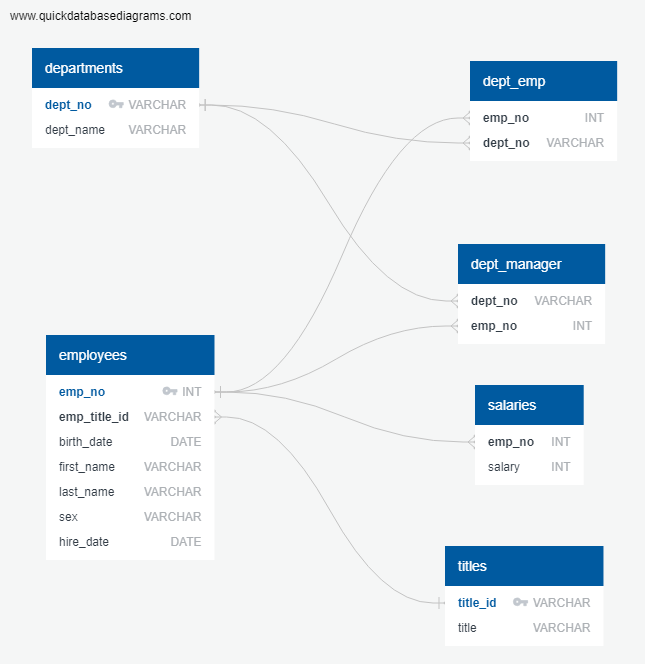 www.quickdatabasediagrams.com
departments
dept_no VARCHAR
dept_name VARCHAR
dept_emp
emp_no INT
dept_no VARCHAR
dept_manager
dept_no VARCHAR
emp_no INT
employees
emp_no INT
emp_title_id VARCHAR
birth_date DATE
first_name VARCHAR
last_name VARCHAR
sex VARCHAR
hire_date DATE
salaries
emp_no INT
salary INT
titles
title_id VARCHAR
title VARCHAR